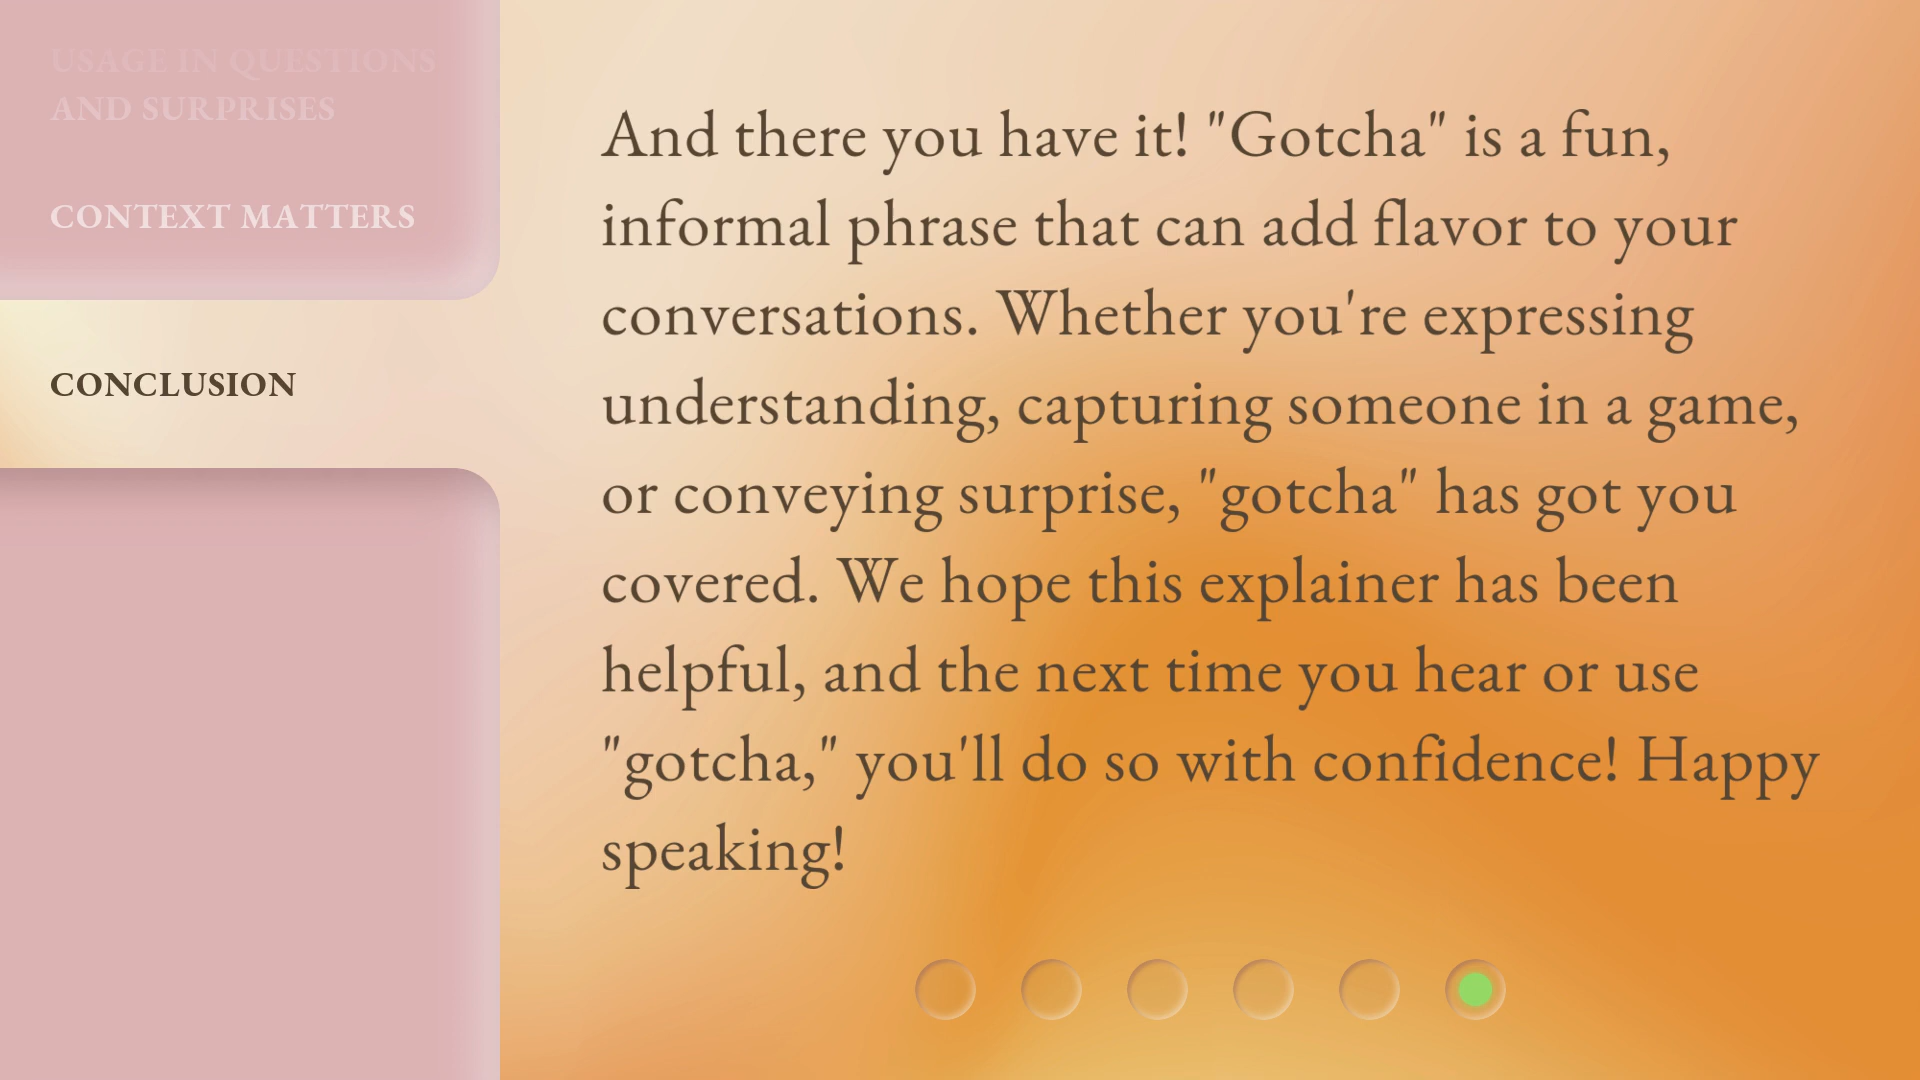 USAGE IN QUESTIONS
AND SURPRISES
CONTEXT MATTERS
CONCLUSION
And there you have it! "Gotcha" is a fun,
informal phrase that can add flavor to your
conversations. Whether you're expressing
understanding, capturing someone in a game,
or conveying surprise, "gotcha" has got you
covered. We hope this explainer has been
helpful, and the next time you hear or use
"gotcha," you'll do so with confidence! Happy
speaking!